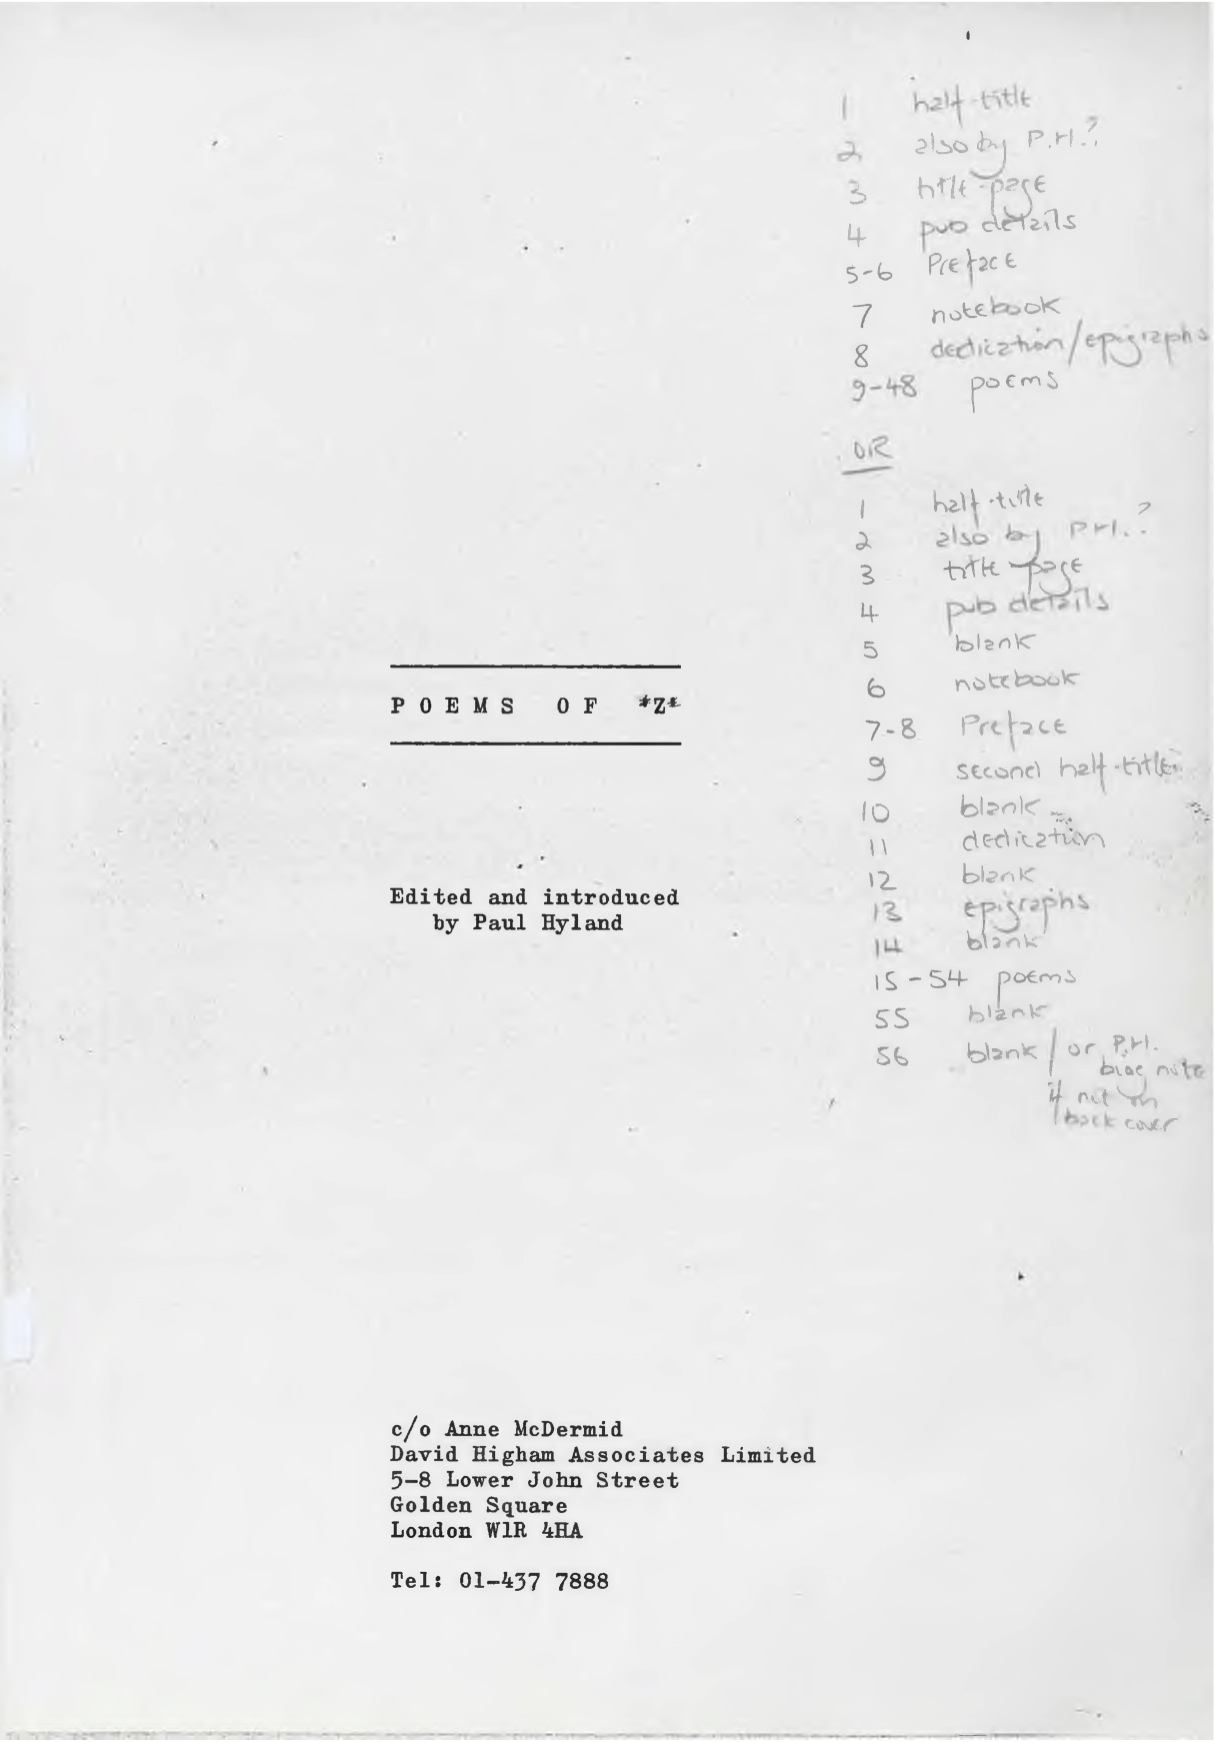 1 half-title
2 also by P.H.?
3 title-page
4 pub details
5-6 Preface
7 notebook
8 dedication/epigraphs
9-48 poems
OR
1 half-title
2 also by P.H.?
3 title-page
4 pub details
5 blank
6 notebook
7-8 Preface
9 second half-title
10 blank
11 dedication
12 blank
13 epigraphs
14 blank
15-54 poems
55 blank
56 blank / or P.H.
biog note
if not on
back cover
POEMS OF *Z*
Edited and introduced
by Paul Hyland
c/o Anne McDermid
David Higham Associates Limited
5-8 Lower John Street
Golden Square
London W1R 4HA
Tel: 01-437 7888